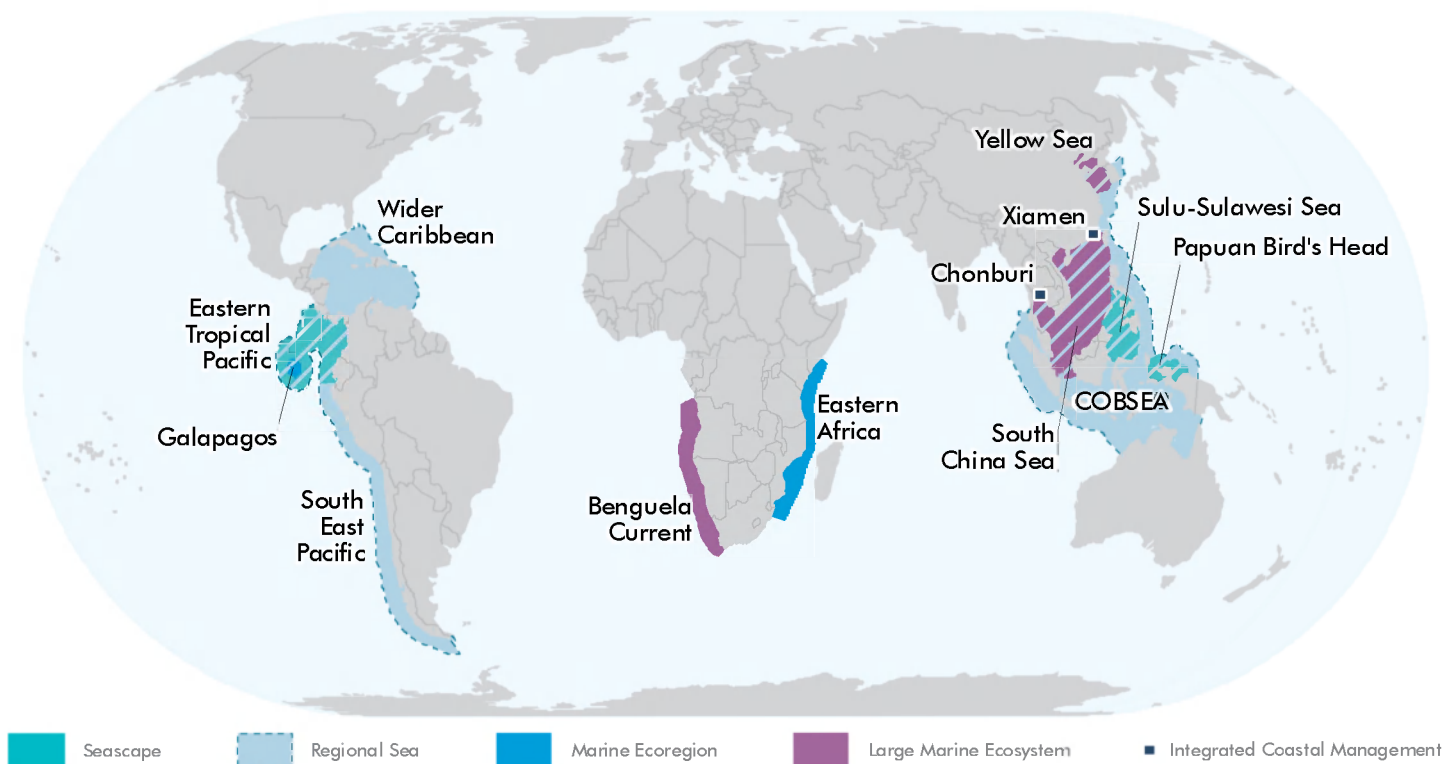 Yellow Sea
Wider
Caribbean
Xiamen
Sulu-Sulawesi Sea
Papuan Bird's Head
Chonburi
Eastern
Tropical
Pacific
COBSEA
Eastern
Africa
Galapagos
South
China Sea
South
East
Pacific
Benguela
Current
Seascape
Regional Sea
Marine Ecoregion
Large Marine Ecosystem
Integrated Coastal Management